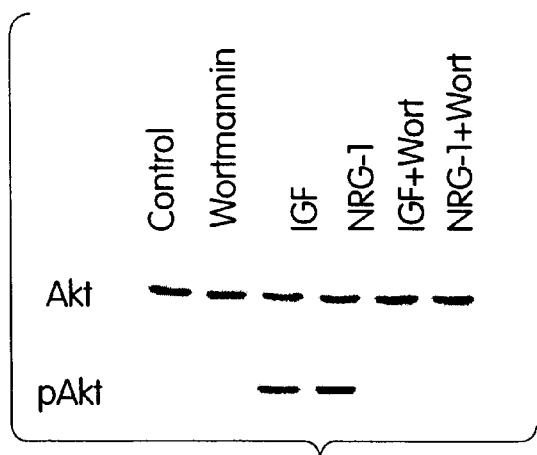 Control
Wortmannin
IGF
NRG-1
IGF+Wort
NRG-1+Wort
Akt
pAkt